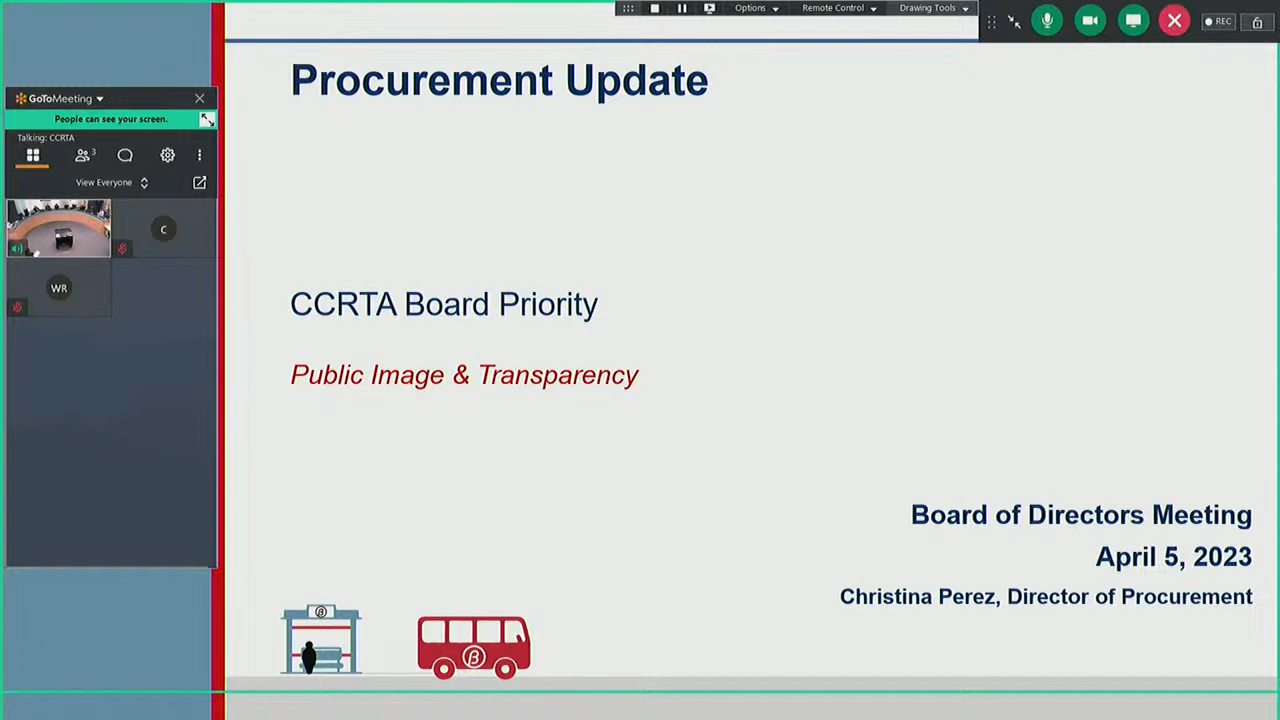 Options
Remote Control
Drawing Tools
REC
GoToMeeting
People can see your screen.
Talking: CCRTA
3
View Everyone
C
WR
Procurement Update
CCRTA Board Priority
Public Image & Transparency
Board of Directors Meeting
April 5, 2023
Christina Perez, Director of Procurement
B
B